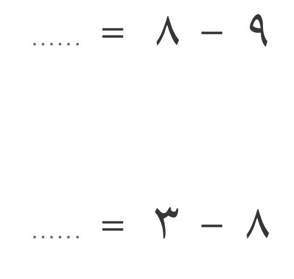 ٩ − ٨ = ......
٨ − ٣ = ......